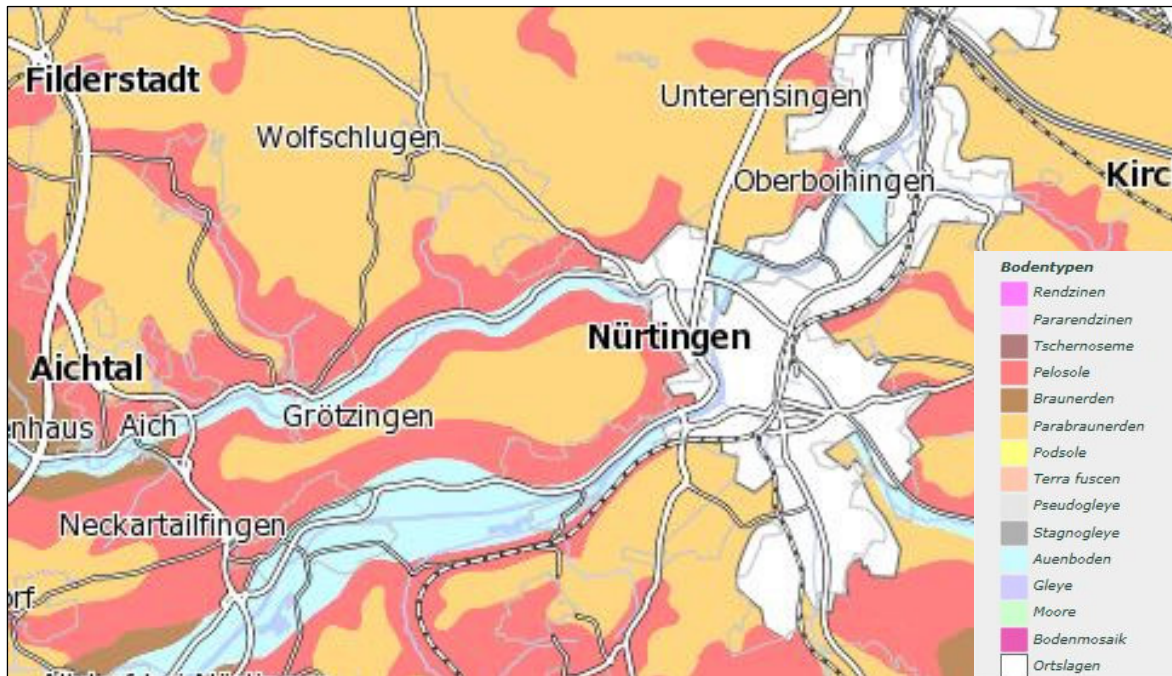 Filderstadt
Unterensingen
Wolfschlugen
Kirc
Oberboihingen
Nürtingen
Aichtal
enhaus
Aich
Grötzingen
Neckartailfingen
orf
Bodentypen
Rendzinen
Pararendzinen
Tschernoseme
Pelosole
Braunerden
Parabraunerden
Podsole
Terra fuscen
Pseudogleye
Stagnogleye
Auenboden
Gleye
Moore
Bodenmosaik
Ortslagen